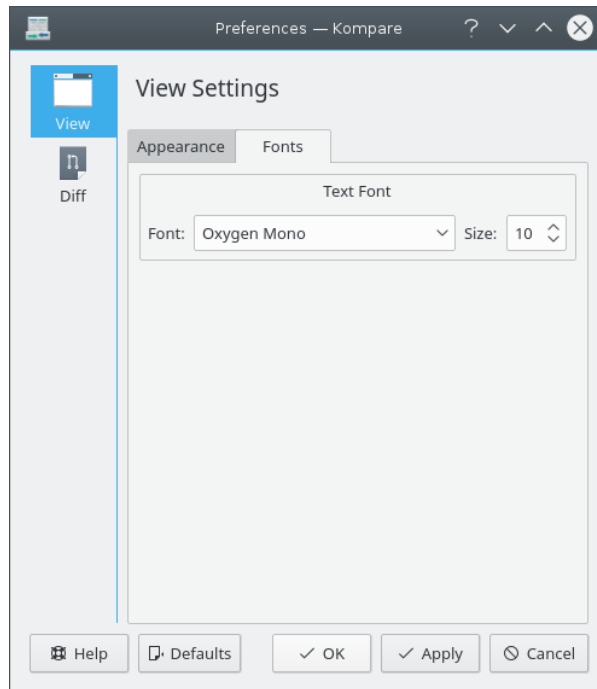 Preferences — Kompare
View
Diff
View Settings
Appearance Fonts
Text Font
Font: Oxygen Mono Size: 10
Help Defaults OK Apply Cancel